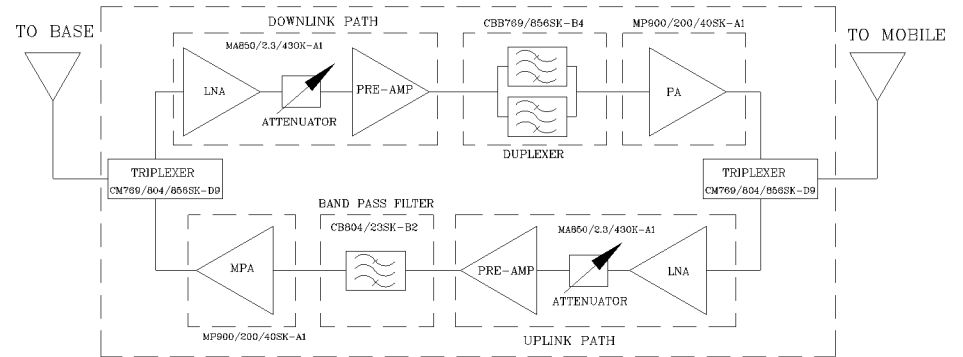 DOWNLINK PATH
CBB769/856SK-B4
MP900/200/40SK-A1
TO BASE
TO MOBILE
MA850/2.3/430K-A1
LNA
PRE-AMP
PA
ATTENUATOR
DUPLEXER
TRIPLEXER
CM769/804/856SK-D9
TRIPLEXER
CM769/804/856SK-D9
BAND PASS FILTER
CB804/23SK-B2
MA850/2.3/430K-A1
MPA
PRE-AMP
LNA
ATTENUATOR
MP900/200/40SK-A1
UPLINK PATH